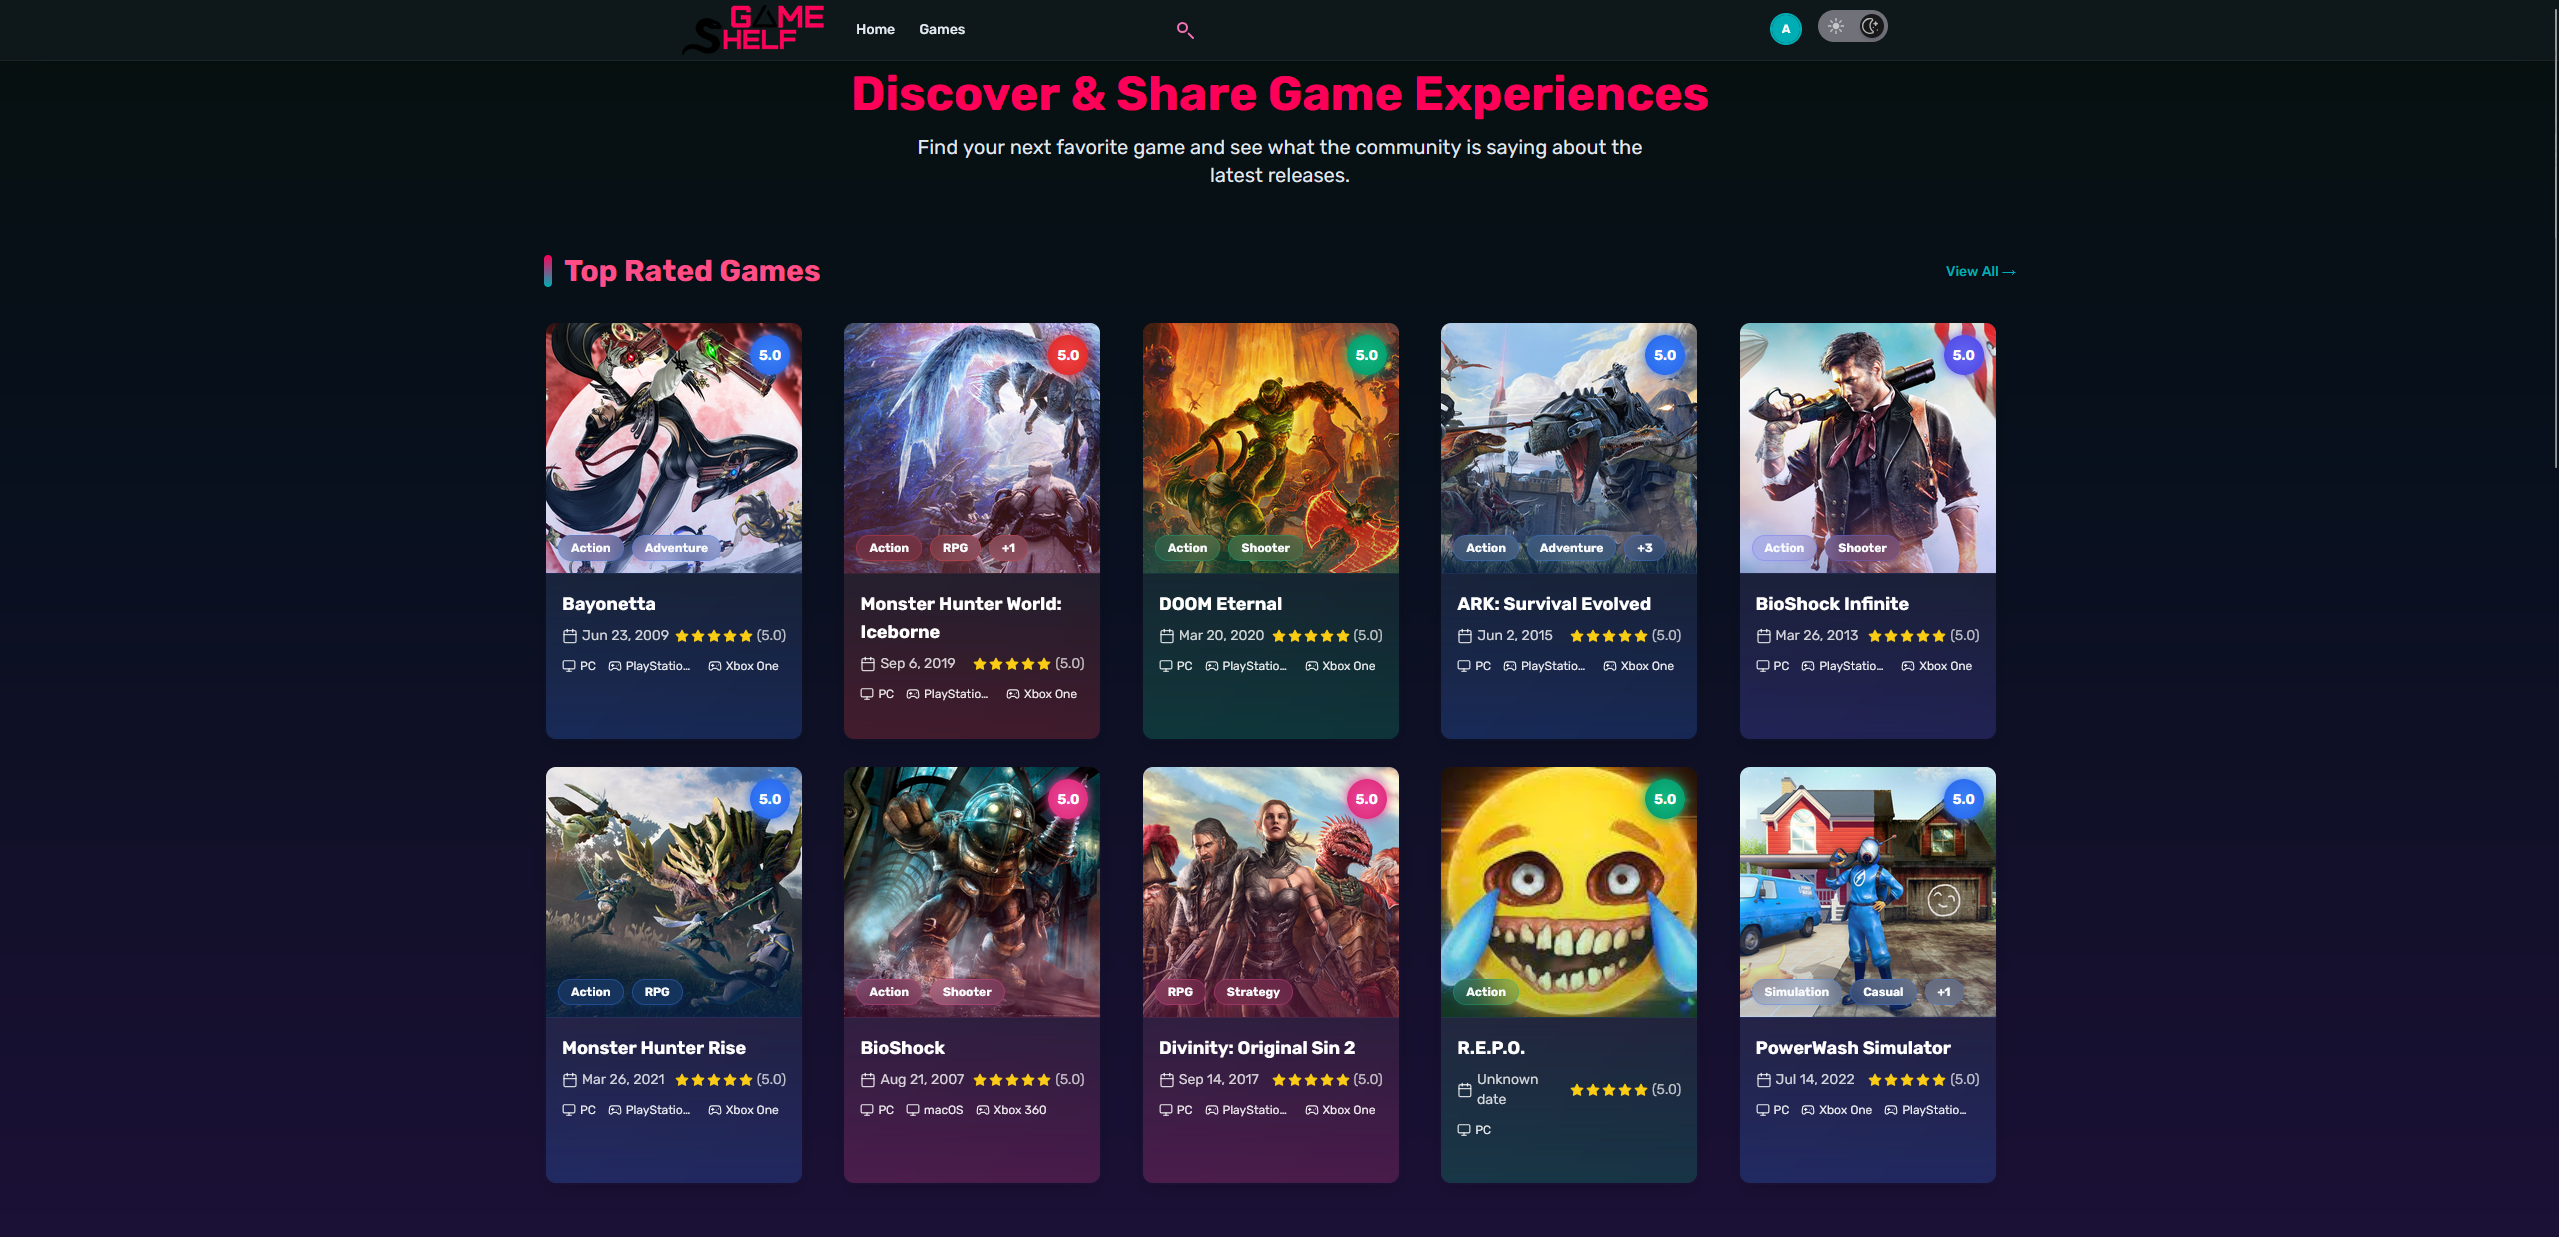 GAME
SHELF
Home
Games
A
Discover & Share Game Experiences
Find your next favorite game and see what the community is saying about the
latest releases.
Top Rated Games
View All →
5.0
Action
Adventure
Bayonetta
Jun 23, 2009
(5.0)
PC
PlayStatio...
Xbox One
5.0
Action
RPG
+1
Monster Hunter World:
Iceborne
Sep 6, 2019
(5.0)
PC
PlayStatio...
Xbox One
5.0
Action
Shooter
DOOM Eternal
Mar 20, 2020
(5.0)
PC
PlayStatio...
Xbox One
5.0
Action
Adventure
+3
ARK: Survival Evolved
Jun 2, 2015
(5.0)
PC
PlayStatio...
Xbox One
5.0
Action
Shooter
BioShock Infinite
Mar 26, 2013
(5.0)
PC
PlayStatio...
Xbox One
5.0
Action
RPG
Monster Hunter Rise
Mar 26, 2021
(5.0)
PC
PlayStatio...
Xbox One
5.0
Action
Shooter
BioShock
Aug 21, 2007
(5.0)
PC
macOS
Xbox 360
5.0
RPG
Strategy
Divinity: Original Sin 2
Sep 14, 2017
(5.0)
PC
PlayStatio...
Xbox One
5.0
Action
R.E.P.O.
Unknown
date
(5.0)
PC
5.0
Simulation
Casual
+1
PowerWash Simulator
Jul 14, 2022
(5.0)
PC
Xbox One
PlayStatio...